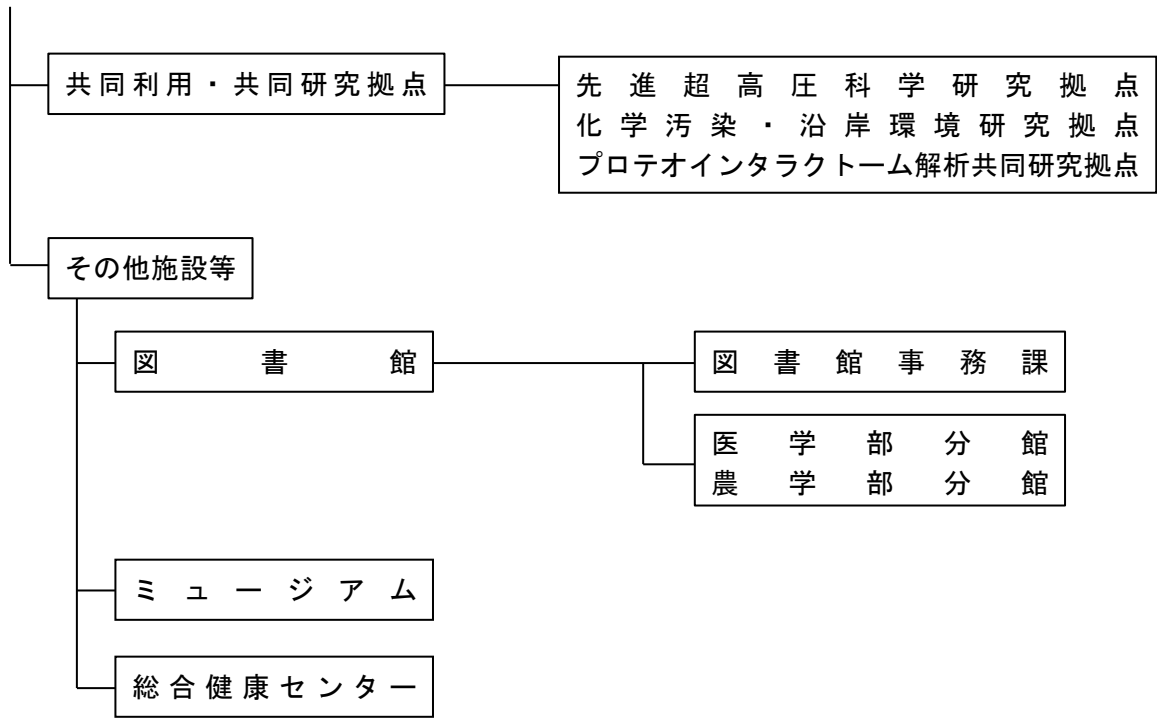 共同利用・共同研究拠点
先進超高圧科学研究拠点
化学汚染・沿岸環境研究拠点
プロテオインタラクトーム解析共同研究拠点
その他施設等
図書館
図書館事務課
医学部分館
農学部分館
ミュージアム
総合健康センター